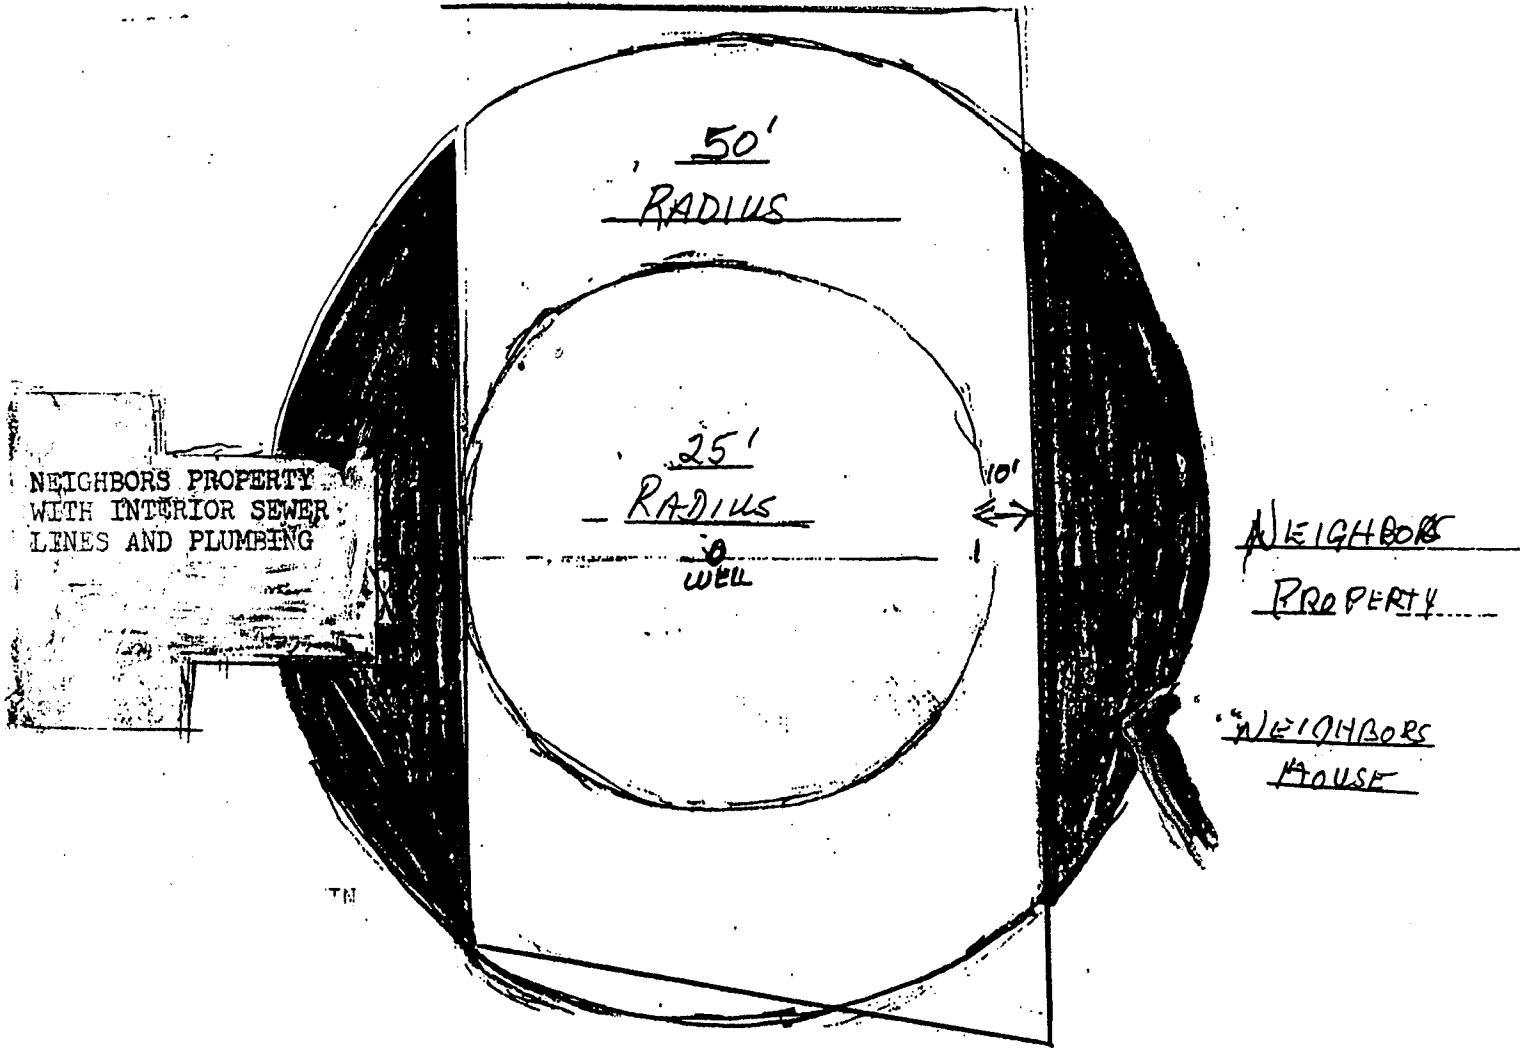 50'
RADIUS
25'
RADIUS
10'
WELL
NEIGHBORS PROPERTY
WITH INTERIOR SEWER
LINES AND PLUMBING
NEIGHBORS
PROPERTY
"NEIGHBORS
HOUSE